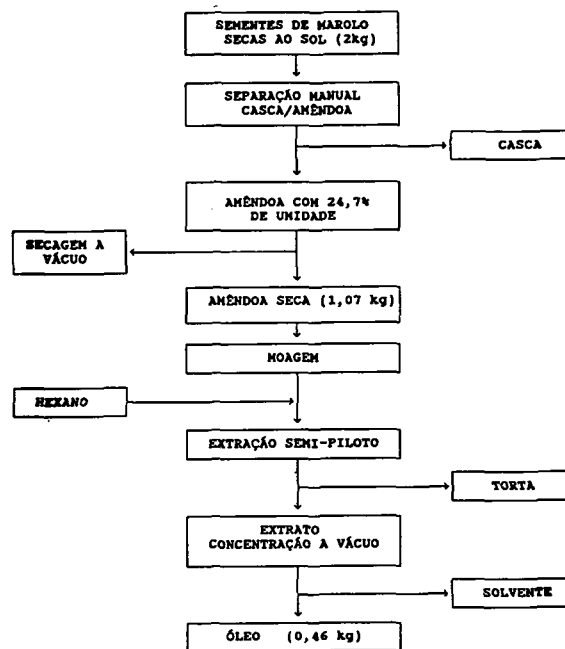 SEMENTES DE MAROLO
SECAS AO SOL (2kg)
SEPARAÇÃO MANUAL
CASCA/AMÊNDOA
CASCA
AMÊNDOA COM 24,7%
DE UMIDADE
SECAGEM A
VÁCUO
AMÊNDOA SECA (1,07 kg)
MOAGEM
HEXANO
EXTRAÇÃO SEMI-PILOTO
TORTA
EXTRATO
CONCENTRAÇÃO A VÁCUO
SOLVENTE
ÓLEO (0,46 kg)